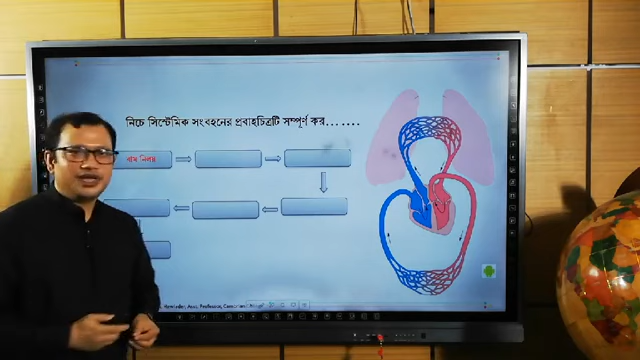 নিচে সিস্টেমিক সংবহনের প্রবাহচিত্রটি সম্পূর্ণ কর.......
বাম নিলয়